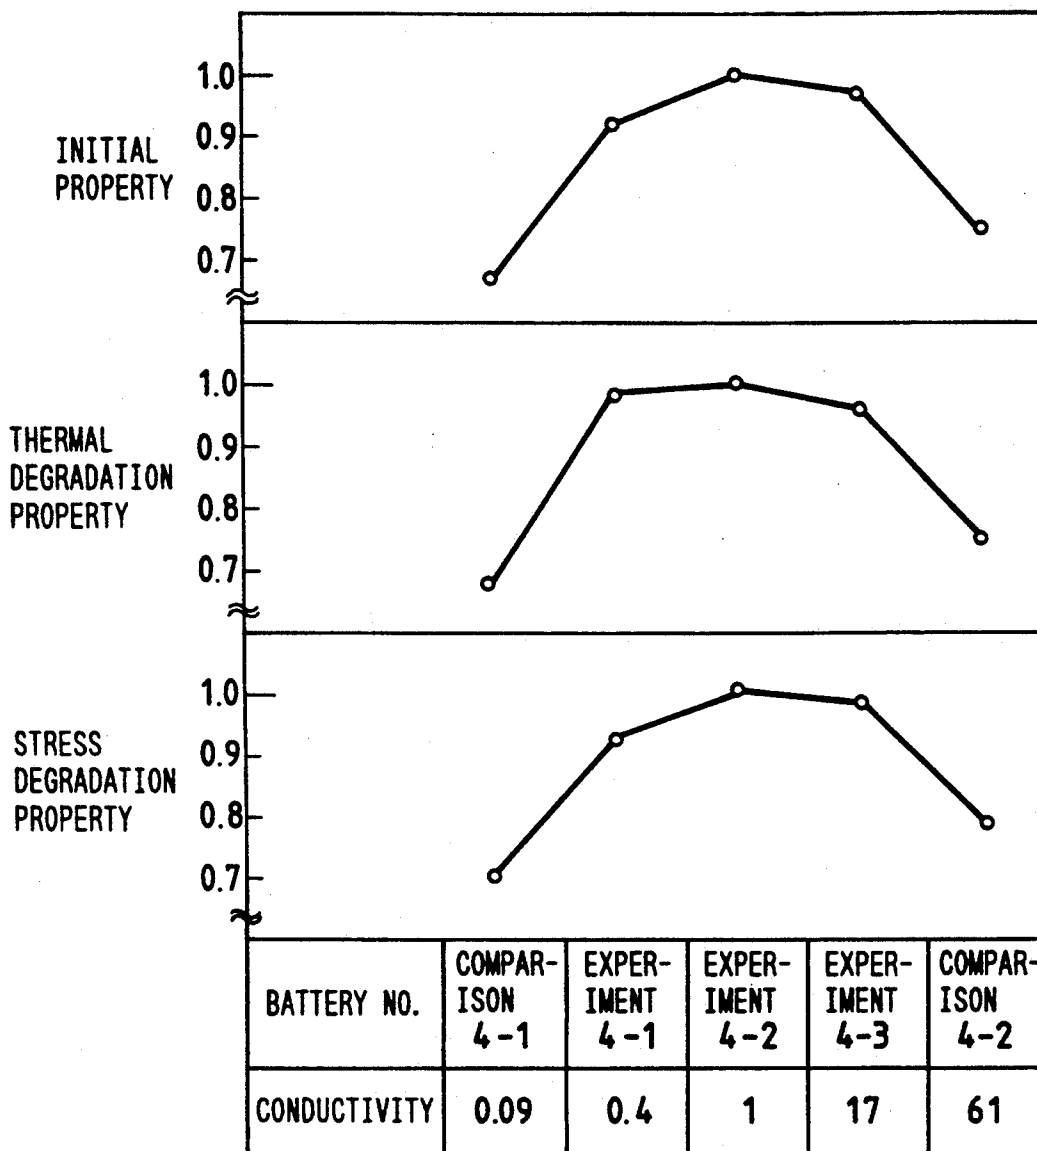 INITIAL
PROPERTY
1.0
0.9
0.8
0.7
THERMAL
DEGRADATION
PROPERTY
1.0
0.9
0.8
0.7
STRESS
DEGRADATION
PROPERTY
1.0
0.9
0.8
0.7
BATTERY NO.
COMPAR-
ISON
4-1
EXPER-
IMENT
4-1
EXPER-
IMENT
4-2
EXPER-
IMENT
4-3
COMPAR-
ISON
4-2
CONDUCTIVITY 0.09 0.4 1 17 61